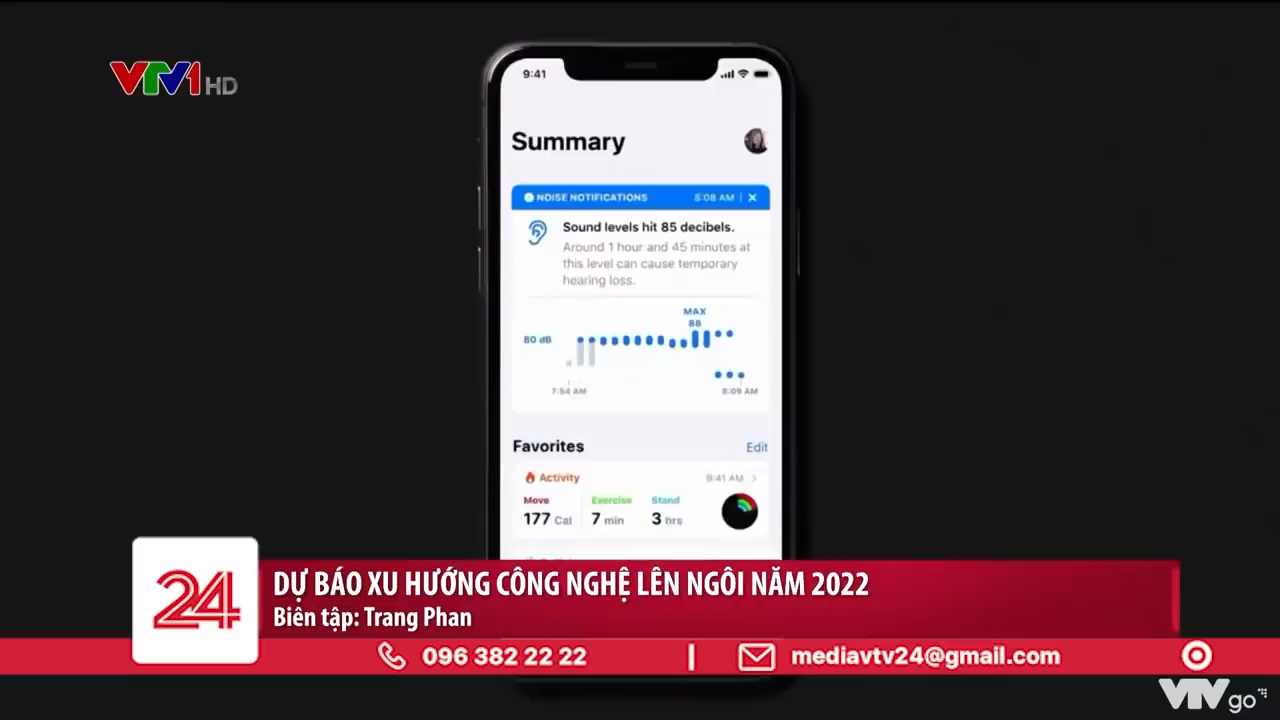 VTV1 HD
9:41
Summary
NOISE NOTIFICATIONS 8:08 AM
Sound levels hit 85 decibels.
Around 1 hour and 45 minutes at
this level can cause temporary
hearing loss.
MAX
86
80 dB
7:54 AM 8:09 AM
Favorites Edit
Activity 9:41 AM
Move Exercise Stand
177 Cal 7 min 3 hrs
24
DỰ BÁO XU HƯỚNG CÔNG NGHỆ LÊN NGÔI NĂM 2022
Biên tập: Trang Phan
096 382 22 22 | mediavtv24@gmail.com
VTV go